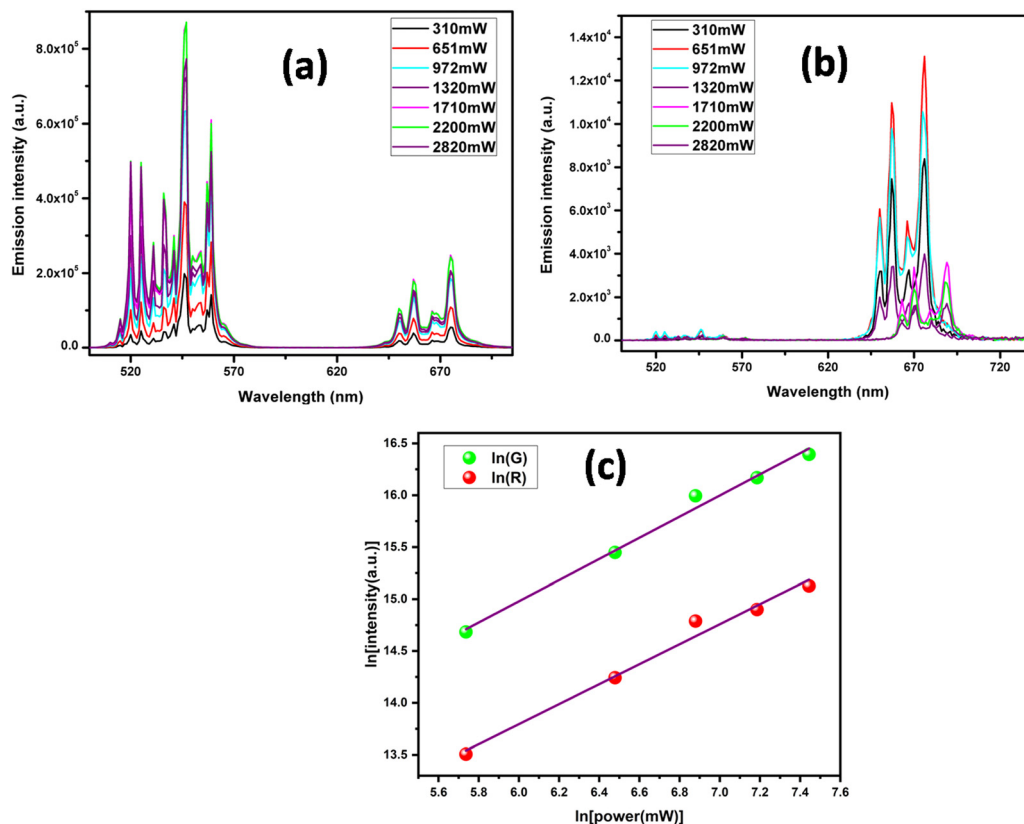 (a)
310mW
651mW
972mW
1320mW
1710mW
2200mW
2820mW
8.0x10⁵
6.0x10⁵
4.0x10⁵
2.0x10⁵
0.0
Emission intensity (a.u.)
520
570
620
670
Wavelength (nm)
(b)
310mW
651mW
972mW
1320mW
1710mW
2200mW
2820mW
1.4x10⁴
1.2x10⁴
1.0x10⁴
8.0x10³
6.0x10³
4.0x10³
2.0x10³
0.0
Emission intensity (a.u.)
520
570
620
670
720
Wavelength (nm)
(c)
ln(G)
ln(R)
16.5
16.0
15.5
15.0
14.5
14.0
13.5
ln[intensity(a.u.)]
5.6
5.8
6.0
6.2
6.4
6.6
6.8
7.0
7.2
7.4
7.6
ln[power(mW)]